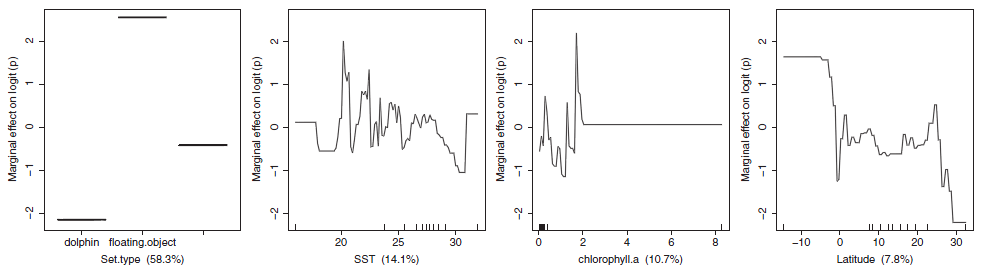 Marginal effect on logit (p)
2
1
0
−1
−2
dolphin floating.object
Set.type (58.3%)
Marginal effect on logit (p)
2
1
0
−1
−2
20 25 30
SST (14.1%)
Marginal effect on logit (p)
2
1
0
−1
−2
0 2 4 6 8
chlorophyll.a (10.7%)
Marginal effect on logit (p)
2
1
0
−1
−2
−10 0 10 20 30
Latitude (7.8%)